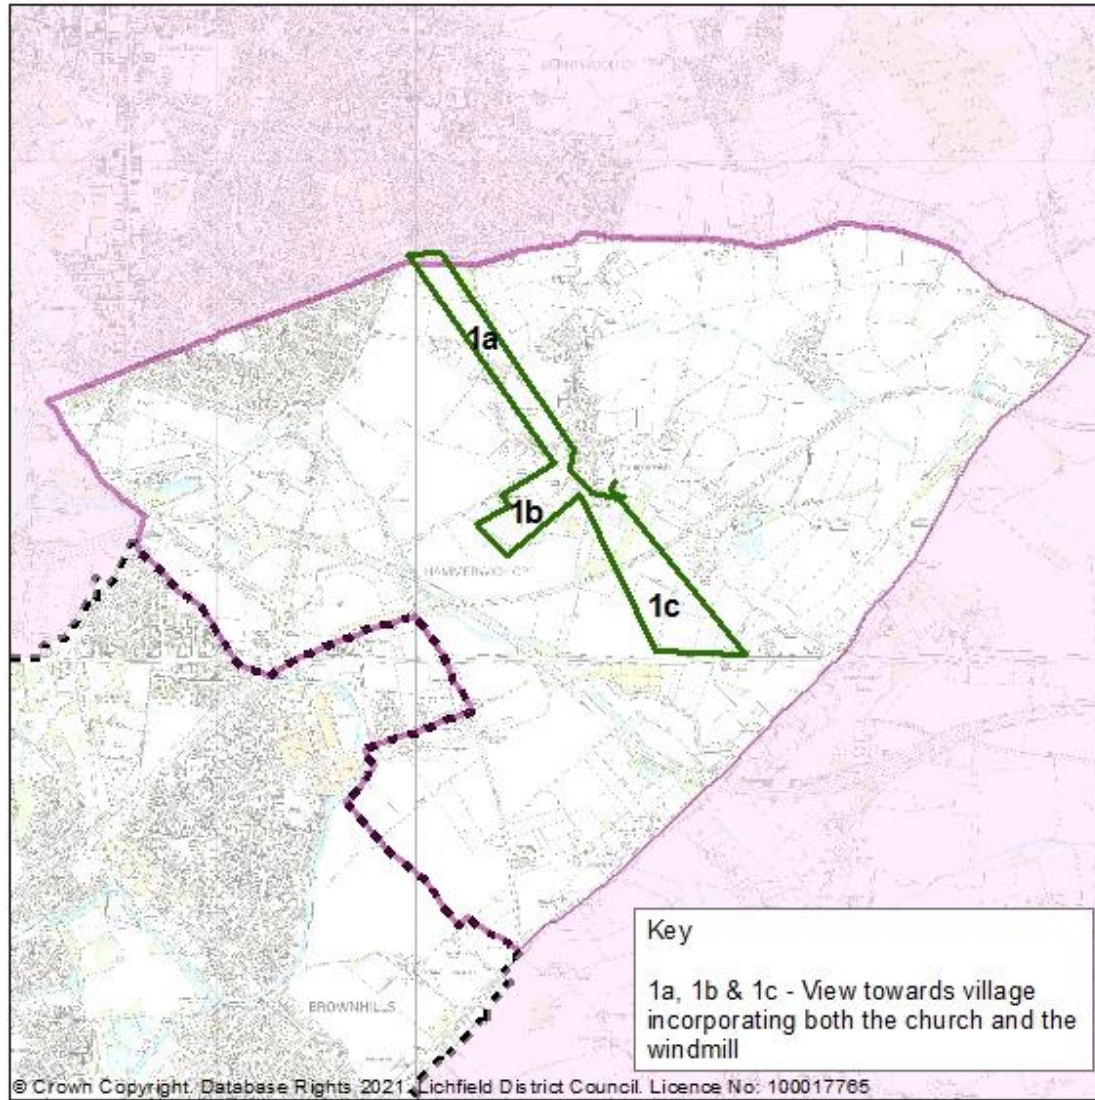 1a
1b
HAMMERWICH CP
1c
BROWNHILLS
Key
1a, 1b & 1c - View towards village
incorporating both the church and the
windmill
© Crown Copyright. Database Rights 2021. Lichfield District Council. Licence No: 100017765